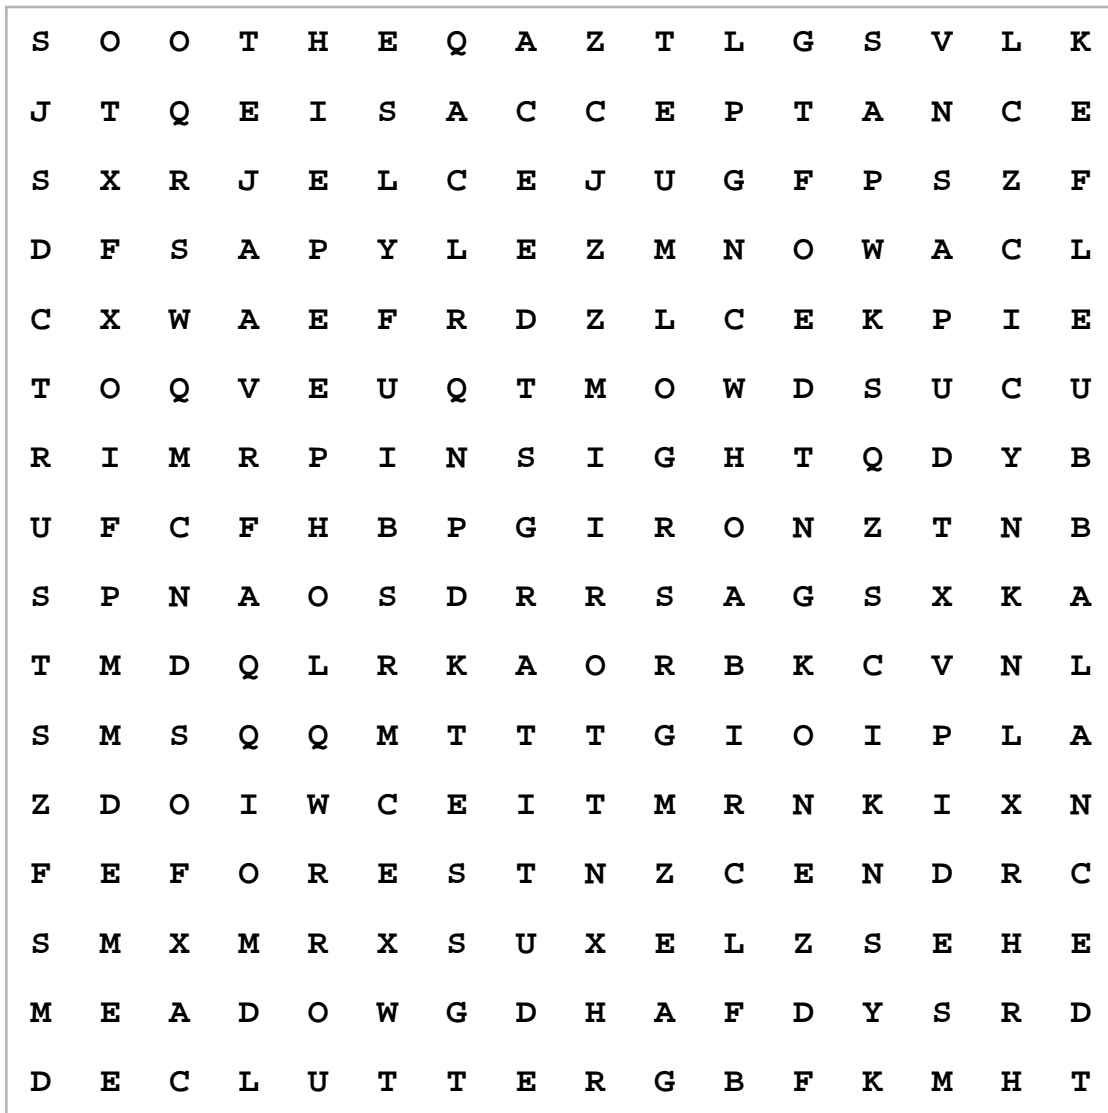 S O O T H E Q A Z T L G S V L K
J T Q E I S A C C E P T A N C E
S X R J E L C E J U G F P S Z F
D F S A P Y L E Z M N O W A C L
C X W A E F R D Z L C E K P I E
T O Q V E U Q T M O W D S U C U
R I M R P I N S I G H T Q D Y B
U F C F H B P G I R O N Z T N B
S P N A O S D R R S A G S X K A
T M D Q L R K A O R B K C V N L
S M S Q Q M T T T G I O I P L A
Z D O I W C E I T M R N K I X N
F E F O R E S T N Z C E N D R C
S M X M R X S U X E L Z S E H E
M E A D O W G D H A F D Y S R D
D E C L U T T E R G B F K M H T